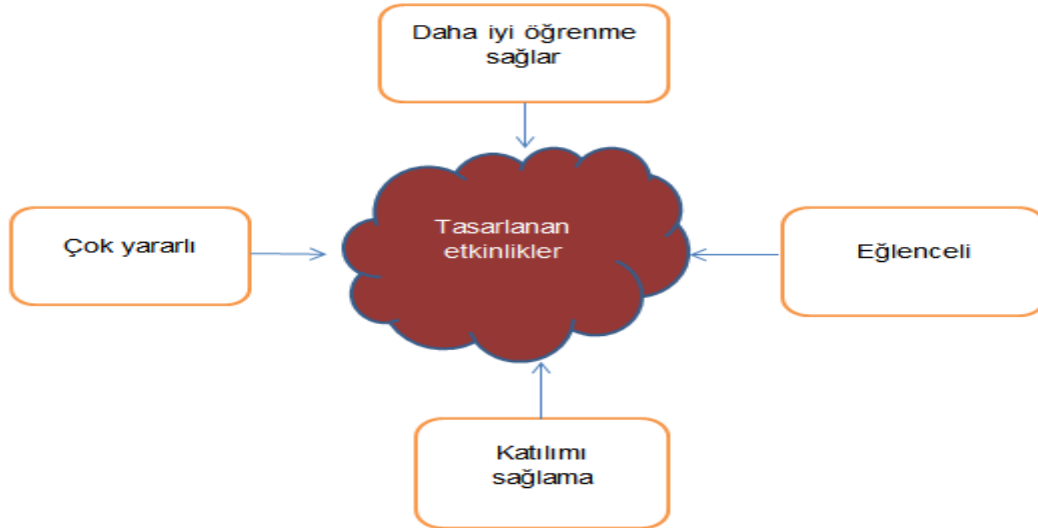 Daha iyi öğrenme
sağlar
Çok yararlı
Tasarlanan
etkinlikler
Eğlenceli
Katılımı
sağlama